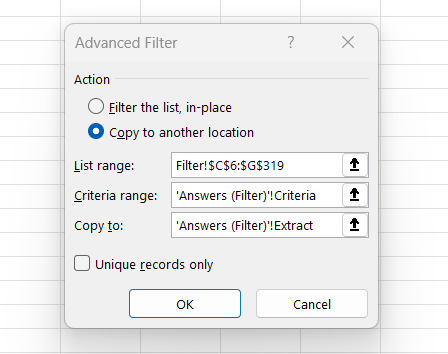 Advanced Filter ?
Action
Filter the list, in-place
Copy to another location
List range: Filter!$C$6:$G$319
Criteria range: 'Answers (Filter)'!Criteria
Copy to: 'Answers (Filter)'!Extract
Unique records only
OK Cancel